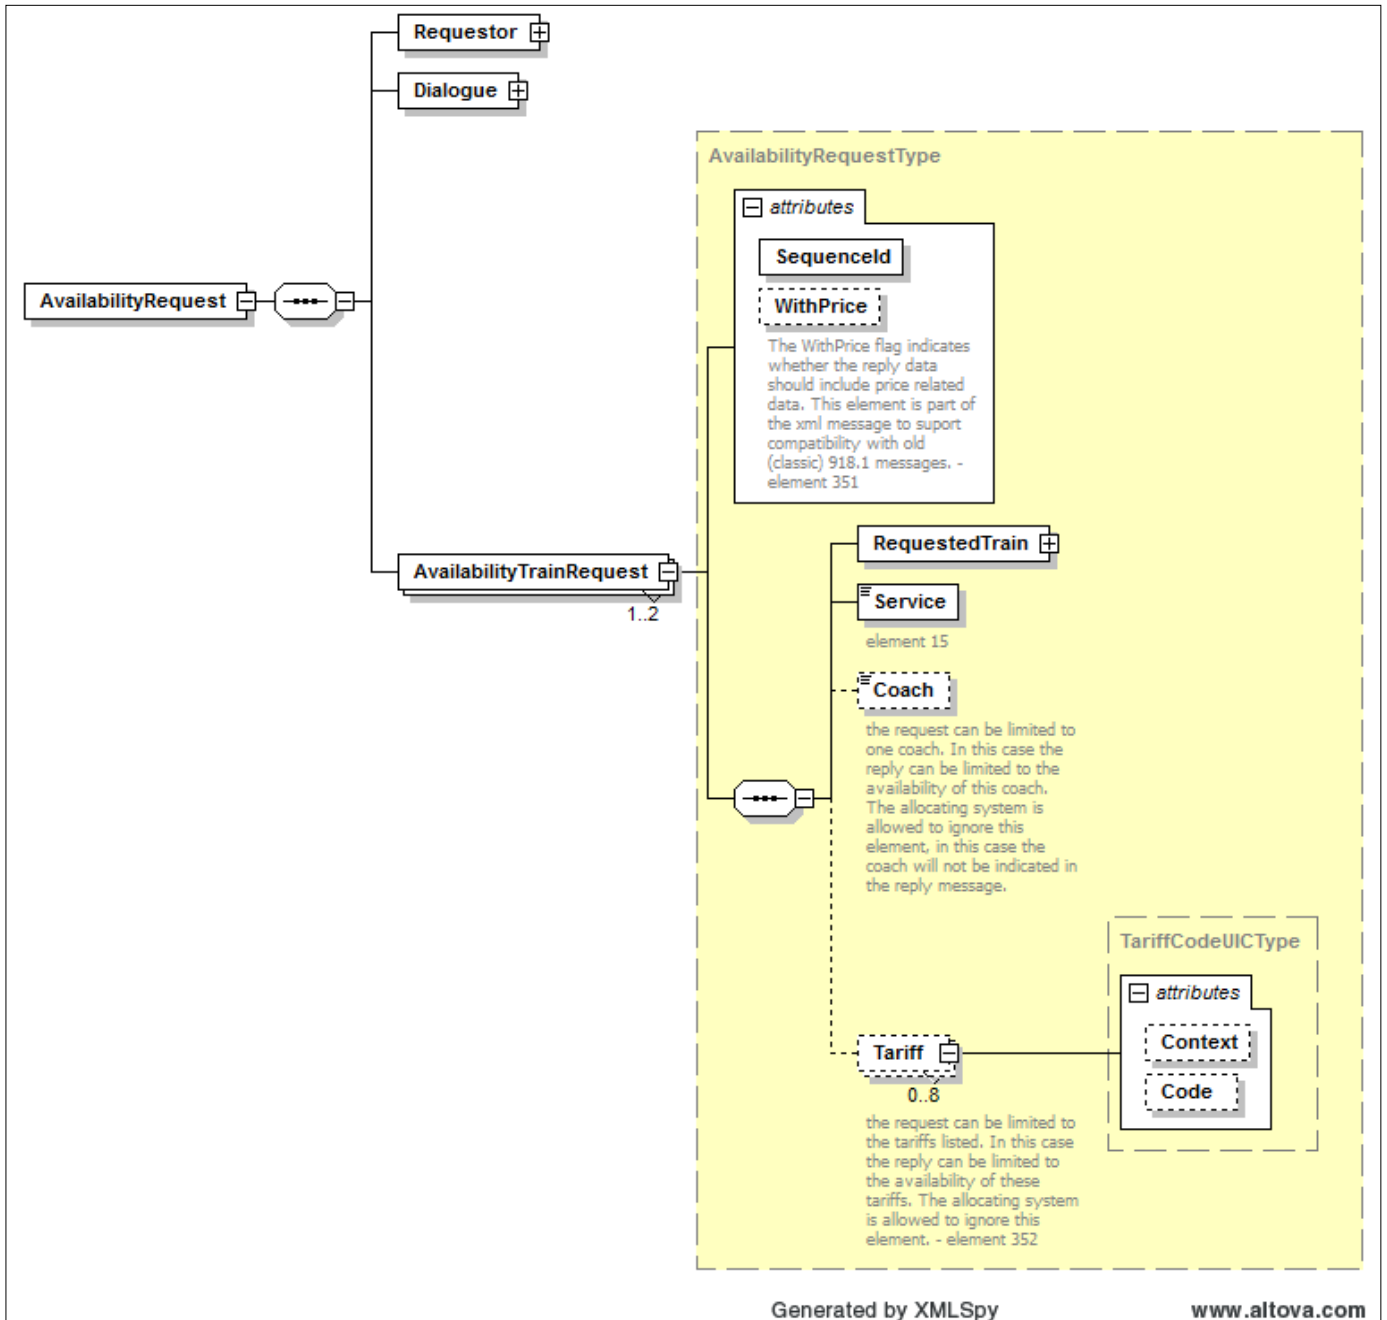 Requestor
Dialogue
AvailabilityRequestType
attributes
SequenceId
AvailabilityRequest
WithPrice
The WithPrice flag indicates
whether the reply data
should include price related
data. This element is part of
the xml message to suport
compatibility with old
(classic) 918.1 messages. -
element 351
RequestedTrain
AvailabilityTrainRequest
1..2
Service
element 15
Coach
the request can be limited to
one coach. In this case the
reply can be limited to the
availability of this coach.
The allocating system is
allowed to ignore this
element, in this case the
coach will not be indicated in
the reply message.
TariffCodeUICType
attributes
Context
Tariff
Code
0..8
the request can be limited to
the tariffs listed. In this case
the reply can be limited to
the availability of these
tariffs. The allocating system
is allowed to ignore this
element. - element 352
Generated by XMLSpy
www.altova.com